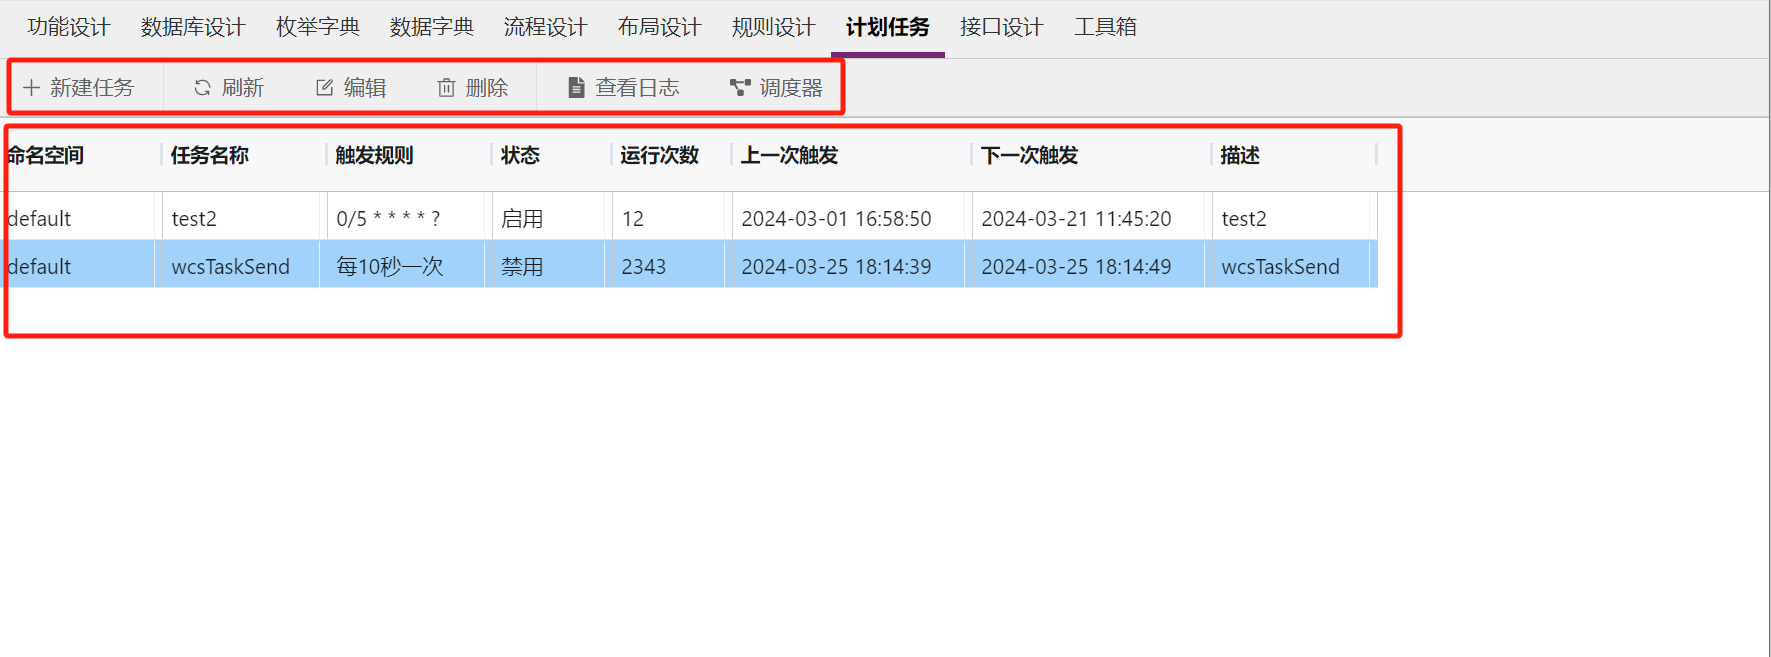 功能设计 数据库设计 枚举字典 数据字典 流程设计 布局设计 规则设计 计划任务 接口设计 工具箱
新建任务 刷新 编辑 删除 查看日志 调度器
命名空间 任务名称 触发规则 状态 运行次数 上一次触发 下一次触发 描述
default test2 0/5 * * * * ? 启用 12 2024-03-01 16:58:50 2024-03-21 11:45:20 test2
default wcsTaskSend 每10秒一次 禁用 2343 2024-03-25 18:14:39 2024-03-25 18:14:49 wcsTaskSend